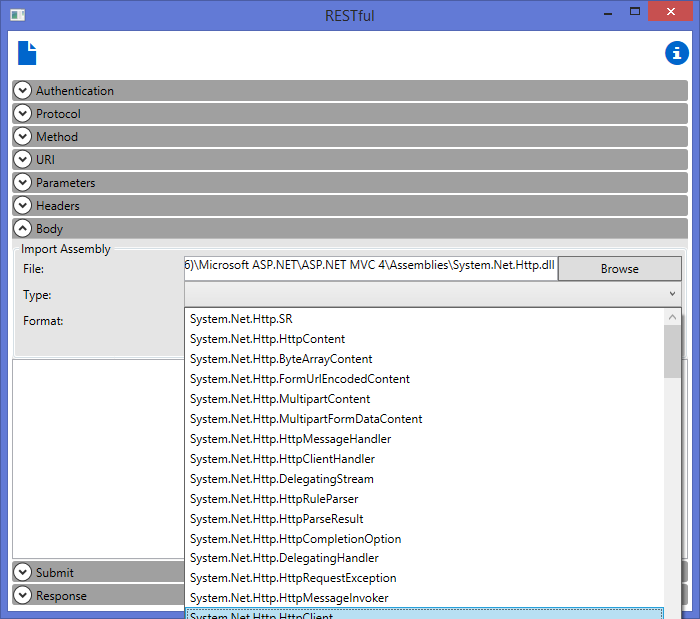 RESTful
Authentication
Protocol
Method
URI
Parameters
Headers
Body
Import Assembly
File: 6)\Microsoft ASP.NET\ASP.NET MVC 4\Assemblies\System.Net.Http.dll Browse
Type:
Format:
System.Net.Http.SR
System.Net.Http.HttpContent
System.Net.Http.ByteArrayContent
System.Net.Http.FormUrlEncodedContent
System.Net.Http.MultipartContent
System.Net.Http.MultipartFormDataContent
System.Net.Http.HttpMessageHandler
System.Net.Http.HttpClientHandler
System.Net.Http.DelegatingStream
System.Net.Http.HttpRuleParser
System.Net.Http.HttpParseResult
System.Net.Http.HttpCompletionOption
System.Net.Http.DelegatingHandler
System.Net.Http.HttpRequestException
System.Net.Http.HttpMessageInvoker
System.Net.Http.HttpClient
Submit
Response